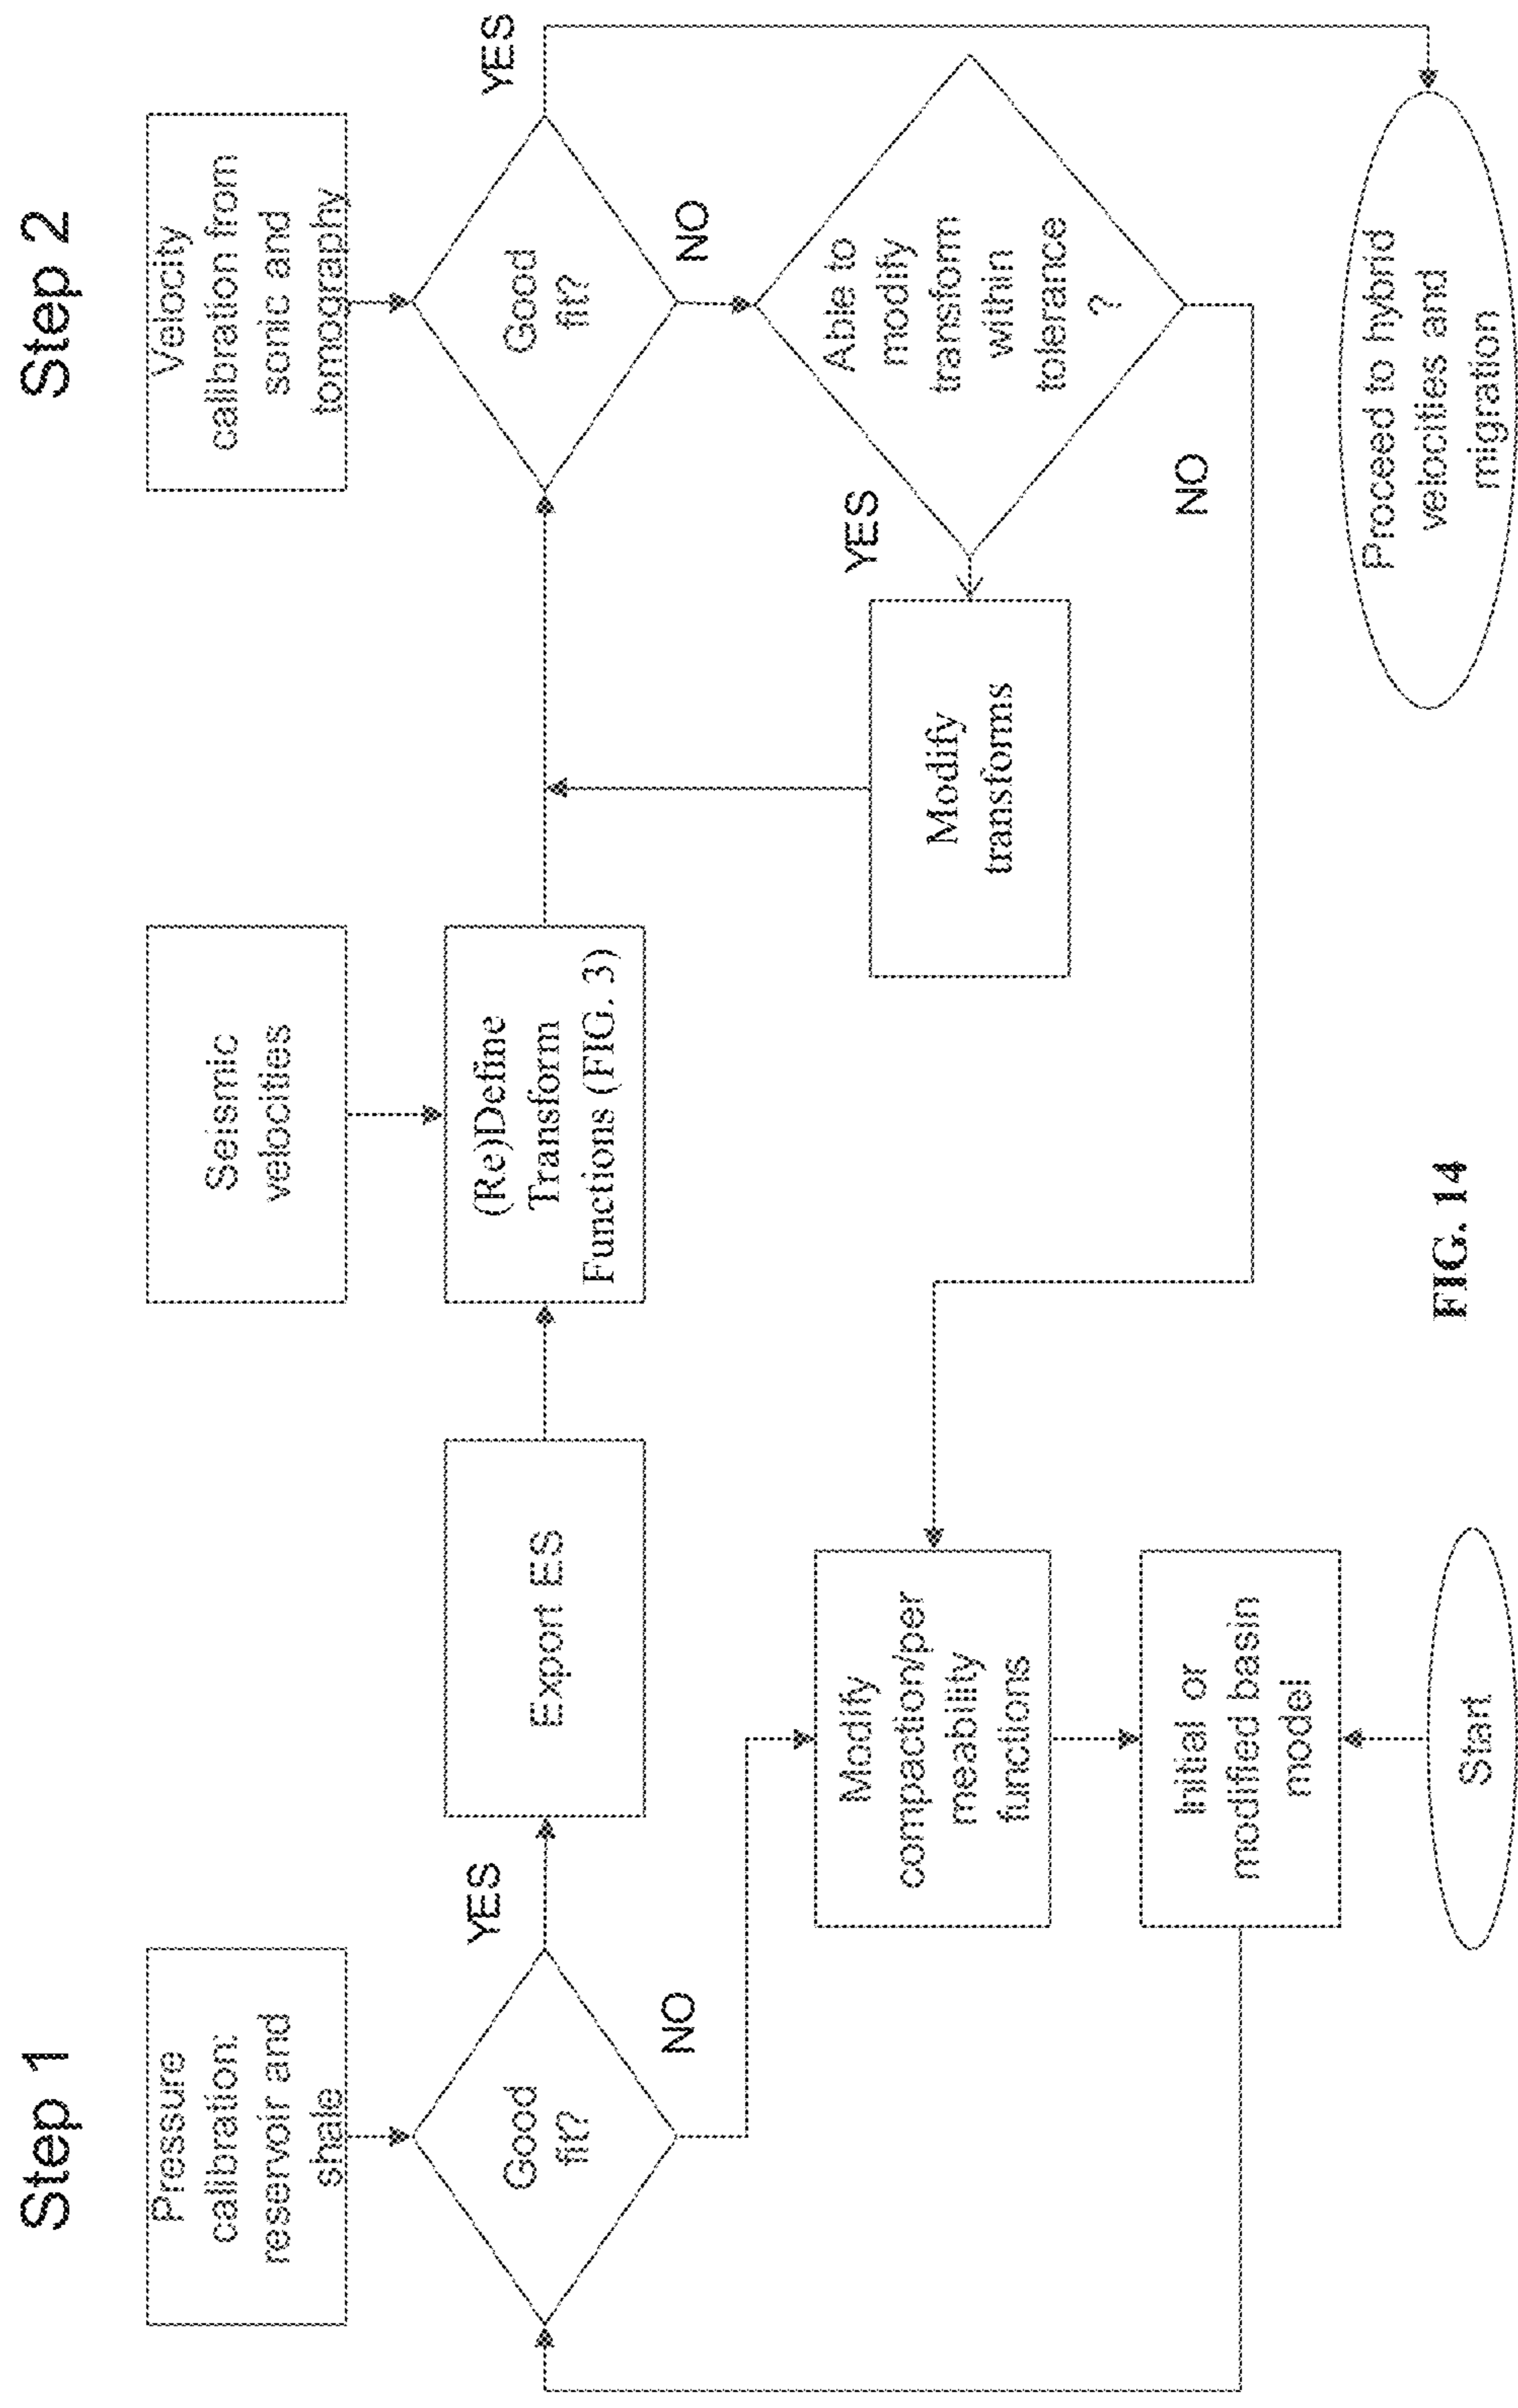 Step 1
Step 2
Pressure
calibration:
reservoir and
shale
Seismic
velocities
Velocity
calibration from
sonic and
tomography
Good
fit?
YES
NO
Export ES
(Re)Define
Transform
Functions (FIG. 3)
Good
fit?
YES
NO
Modify
compaction/per
meability
functions
Modify
transforms
YES
Able to
modify
transform
within
tolerance
?
NO
Initial or
modified basin
model
Start
Proceed to hybrid
velocities and
migration
FIG. 14